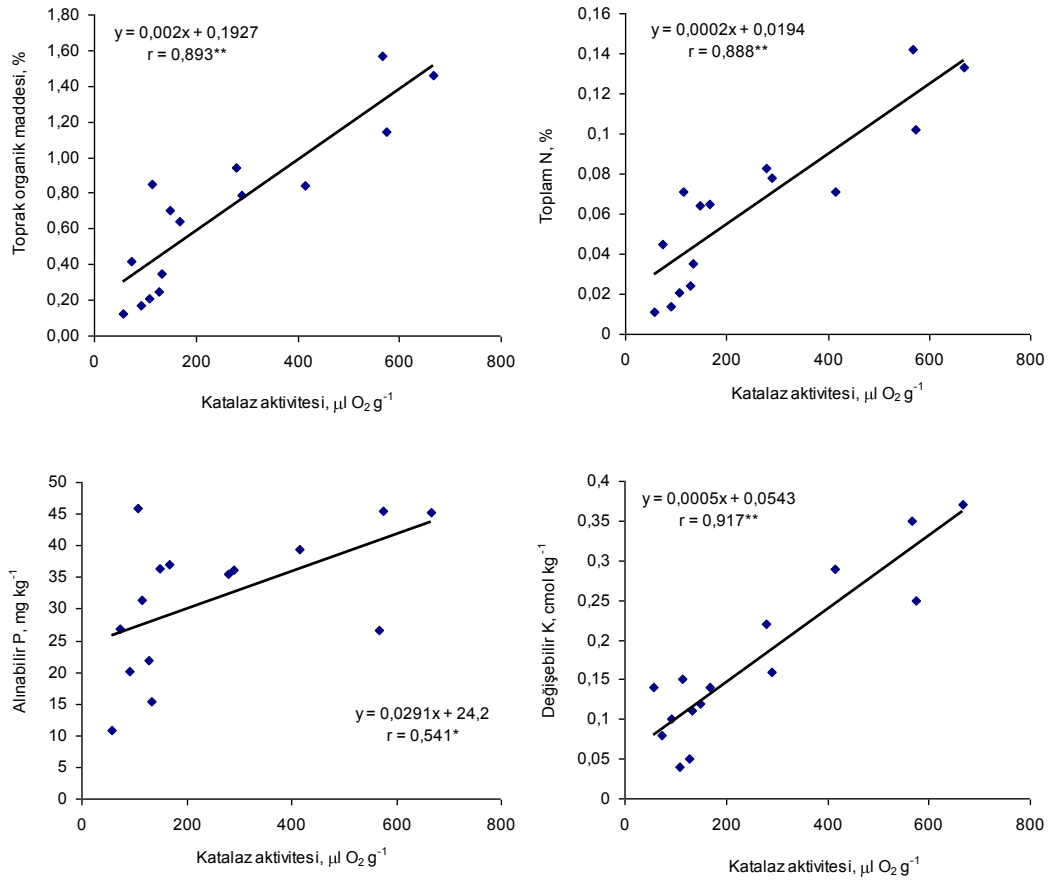 y = 0,002x + 0,1927
r = 0,893**
Toprak organik maddesi, %
1,80
1,60
1,40
1,20
1,00
0,80
0,60
0,40
0,20
0,00
0 200 400 600 800
Katalaz aktivitesi, µl O₂ g⁻¹
y = 0,0002x + 0,0194
r = 0,888**
Toplam N, %
0,16
0,14
0,12
0,1
0,08
0,06
0,04
0,02
0
0 200 400 600 800
Katalaz aktivitesi, µl O₂ g⁻¹
Alınabilir P, mg kg⁻¹
50
45
40
35
30
25
20
15
10
5
0
y = 0,0291x + 24,2
r = 0,541*
0 200 400 600 800
Katalaz aktivitesi, µl O₂ g⁻¹
y = 0,0005x + 0,0543
r = 0,917**
Değişebilir K, cmol kg⁻¹
0,4
0,35
0,3
0,25
0,2
0,15
0,1
0,05
0
0 200 400 600 800
Katalaz aktivitesi, µl O₂ g⁻¹